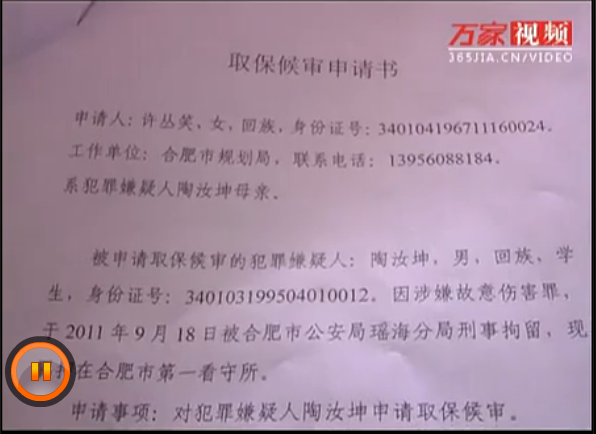 万家视频
365JIA.CN/VIDEO
取保候审申请书
申请人：许丛笑，女，回族，身份证号：340104196711160024。
工作单位：合肥市规划局，联系电话：13956088184。
系犯罪嫌疑人陶汝坤母亲。
被申请取保候审的犯罪嫌疑人：陶汝坤，男，回族，学
生，身份证号：340103199504010012。因涉嫌故意伤害罪，
于 2011 年 9 月 18 日被合肥市公安局瑶海分局刑事拘留，现
在合肥市第一看守所。
申请事项：对犯罪嫌疑人陶汝坤申请取保候审。